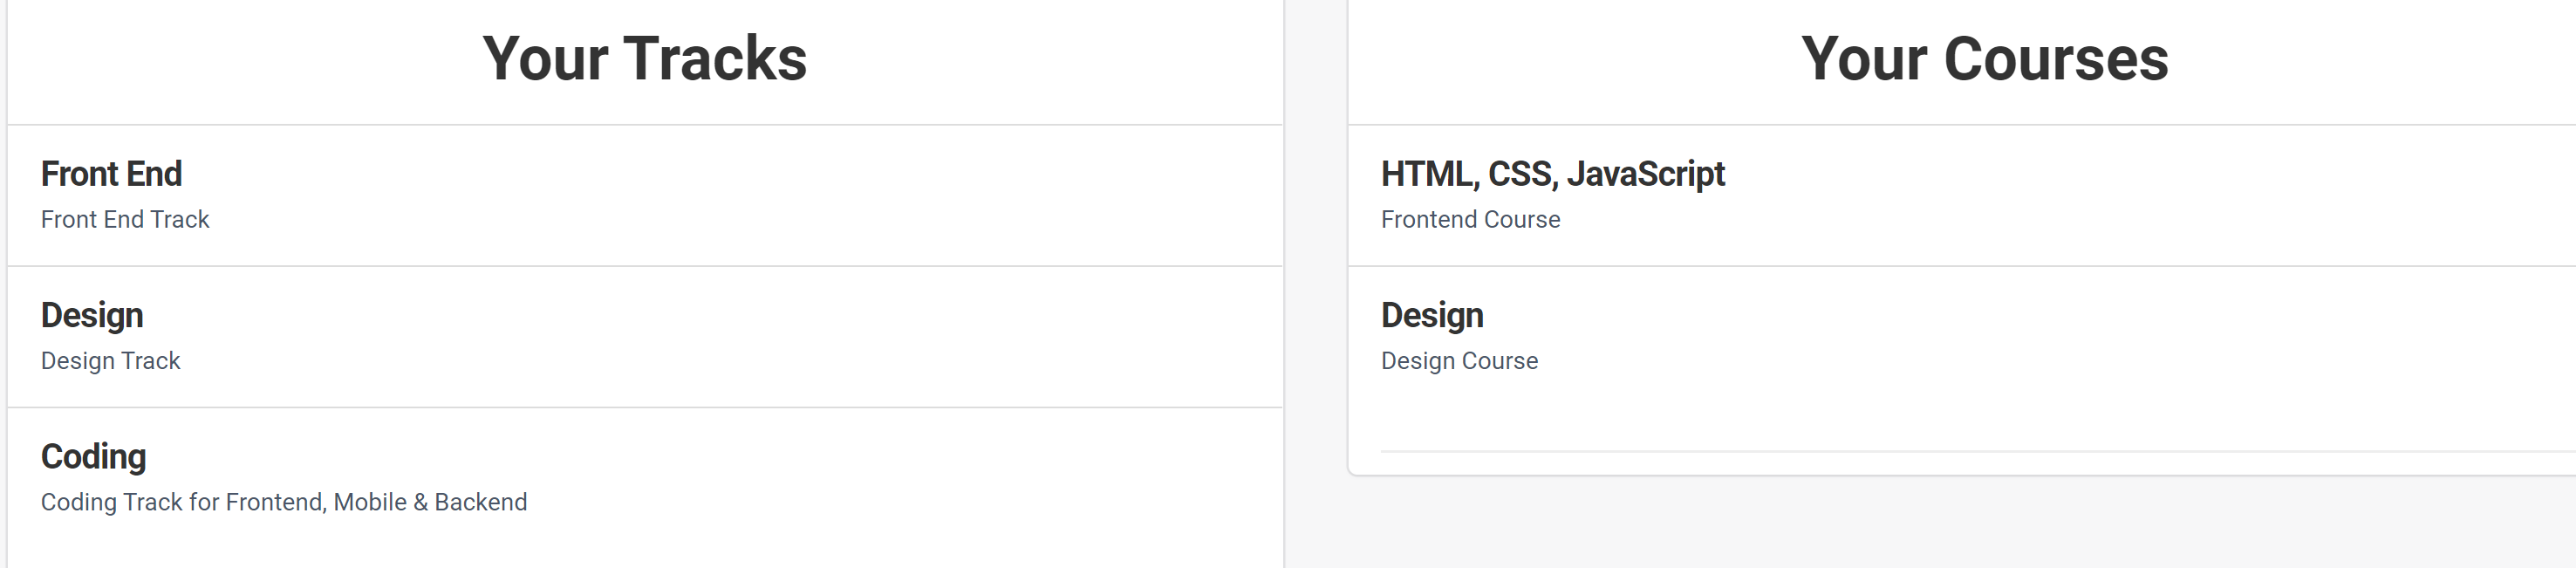 Your Tracks
Front End
Front End Track
Design
Design Track
Coding
Coding Track for Frontend, Mobile & Backend
Your Courses
HTML, CSS, JavaScript
Frontend Course
Design
Design Course